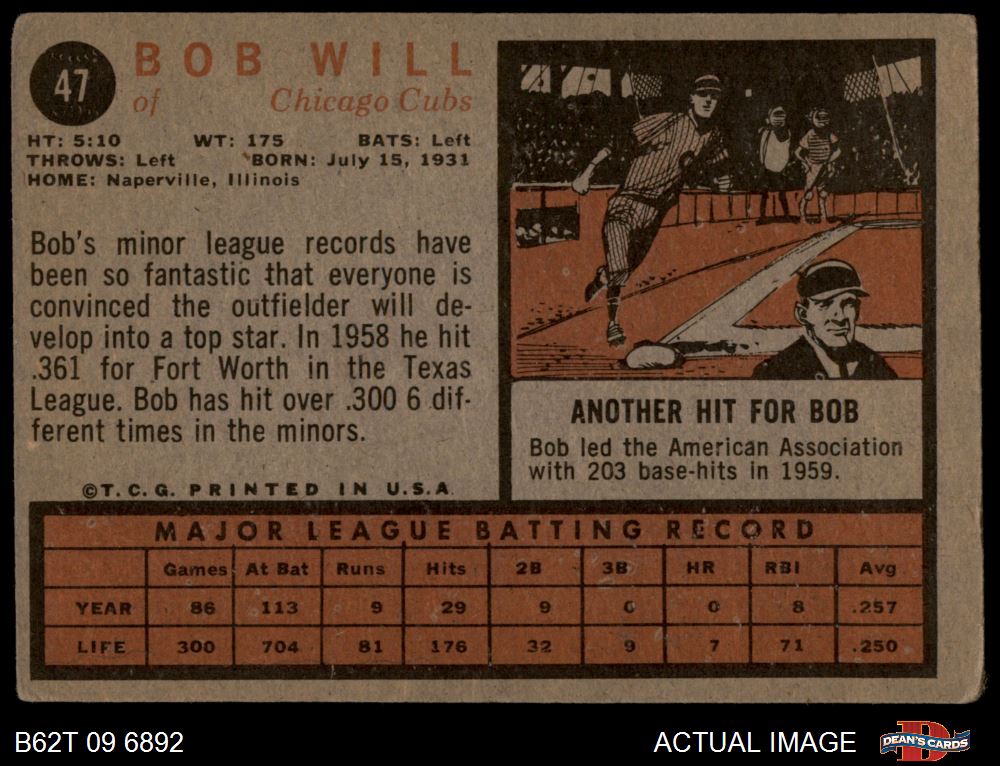 47
BOB WILL
of Chicago Cubs
HT: 5:10 WT: 175 BATS: Left
THROWS: Left BORN: July 15, 1931
HOME: Naperville, Illinois
Bob's minor league records have
been so fantastic that everyone is
convinced the outfielder will de-
velop into a top star. In 1958 he hit
.361 for Fort Worth in the Texas
League. Bob has hit over .300 6 dif-
ferent times in the minors.
©T.C.G. PRINTED IN U.S.A.
ANOTHER HIT FOR BOB
Bob led the American Association
with 203 base-hits in 1959.
MAJOR LEAGUE BATTING RECORD
Games At Bat Runs Hits 2B 3B HR RBI Avg
YEAR 86 113 9 29 9 0 0 8 .257
LIFE 300 704 81 176 32 9 7 71 .250
B62T 09 6892
ACTUAL IMAGE
D
DEAN'S CARDS